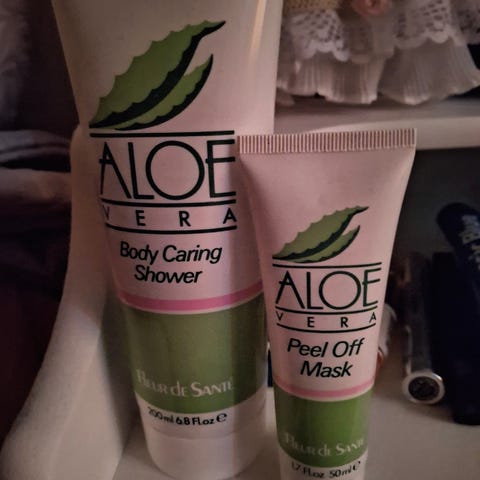 ALOE
VERA
Body Caring
Shower
Fleur de Santé
200 ml 6.8 Fl.oz e
ALOE
VERA
Peel Off
Mask
Fleur de Santé
1.7 Fl.oz 50 ml e